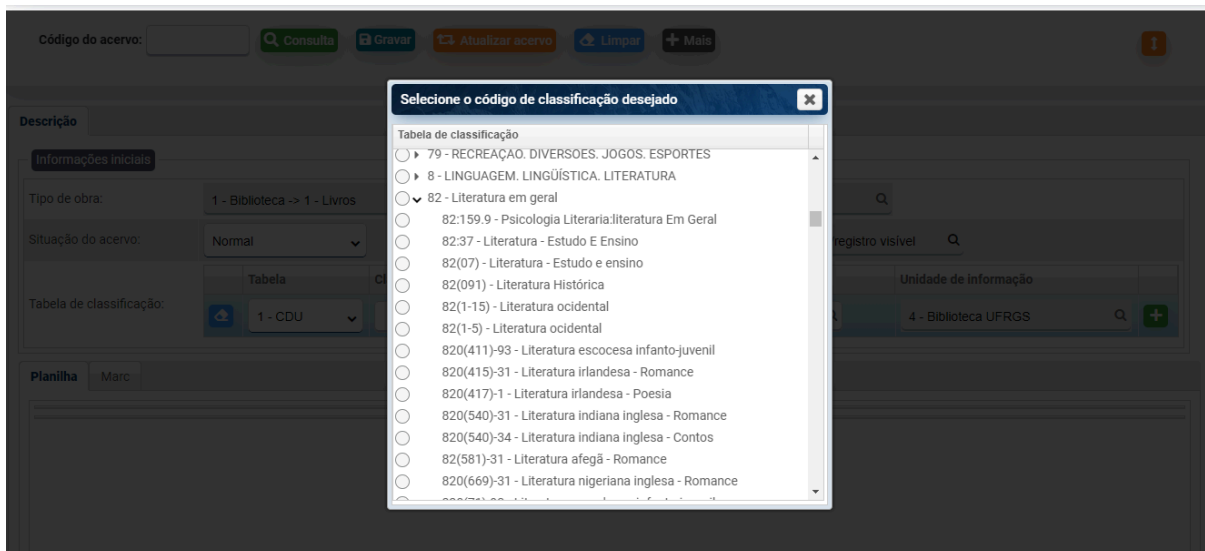 Código do acervo:
Consulta
Gravar
Atualizar acervo
Limpar
Mais
Descrição
Informações iniciais
Tipo de obra:
1 - Biblioteca -> 1 - Livros
Situação do acervo:
Normal
registro visível
Tabela
Unidade de informação
Tabela de classificação:
1 - CDU
4 - Biblioteca UFRGS
Planilha
Marc
Selecione o código de classificação desejado
Tabela de classificação
79 - RECREAÇAO. DIVERSOES. JOGOS. ESPORTES
8 - LINGUAGEM. LINGÜÍSTICA. LITERATURA
82 - Literatura em geral
82:159.9 - Psicologia Literaria:literatura Em Geral
82:37 - Literatura - Estudo E Ensino
82(07) - Literatura - Estudo e ensino
82(091) - Literatura Histórica
82(1-15) - Literatura ocidental
82(1-5) - Literatura ocidental
820(411)-93 - Literatura escocesa infanto-juvenil
820(415)-31 - Literatura irlandesa - Romance
820(417)-1 - Literatura irlandesa - Poesia
820(540)-31 - Literatura indiana inglesa - Romance
820(540)-34 - Literatura indiana inglesa - Contos
82(581)-31 - Literatura afegã - Romance
820(669)-31 - Literatura nigeriana inglesa - Romance